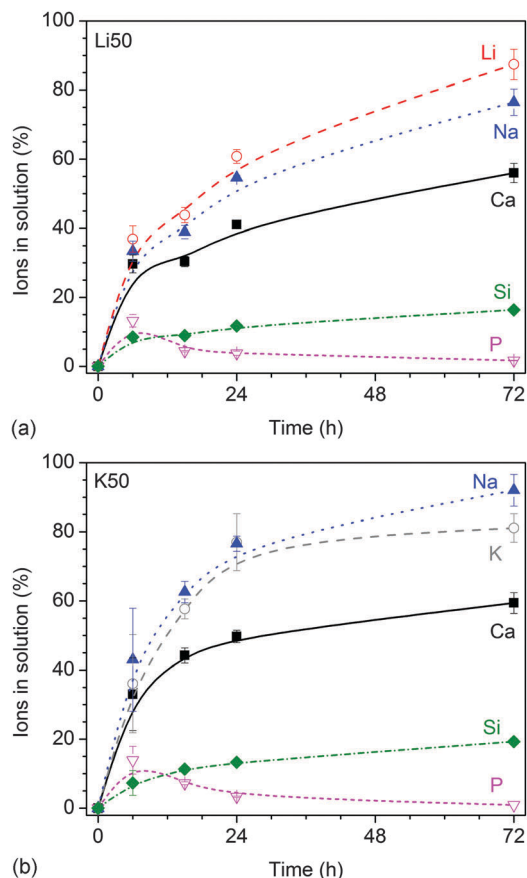 Li50
Ions in solution (%)
100
80
60
40
20
0
Li
Na
Ca
Si
P
0
24
48
72
Time (h)
(a)
K50
Ions in solution (%)
100
80
60
40
20
0
Na
K
Ca
Si
P
0
24
48
72
Time (h)
(b)